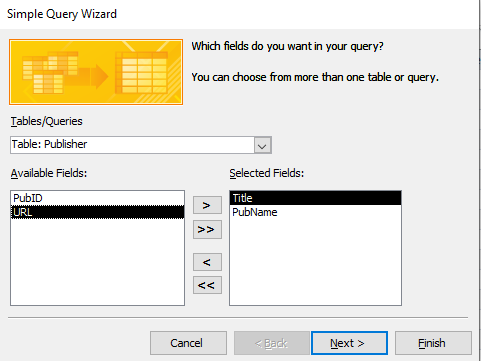 Simple Query Wizard
Which fields do you want in your query?
You can choose from more than one table or query.
Tables/Queries
Table: Publisher
Available Fields:
Selected Fields:
PubID
URL
>
>>
<
<<
Title
PubName
Cancel
< Back
Next >
Finish